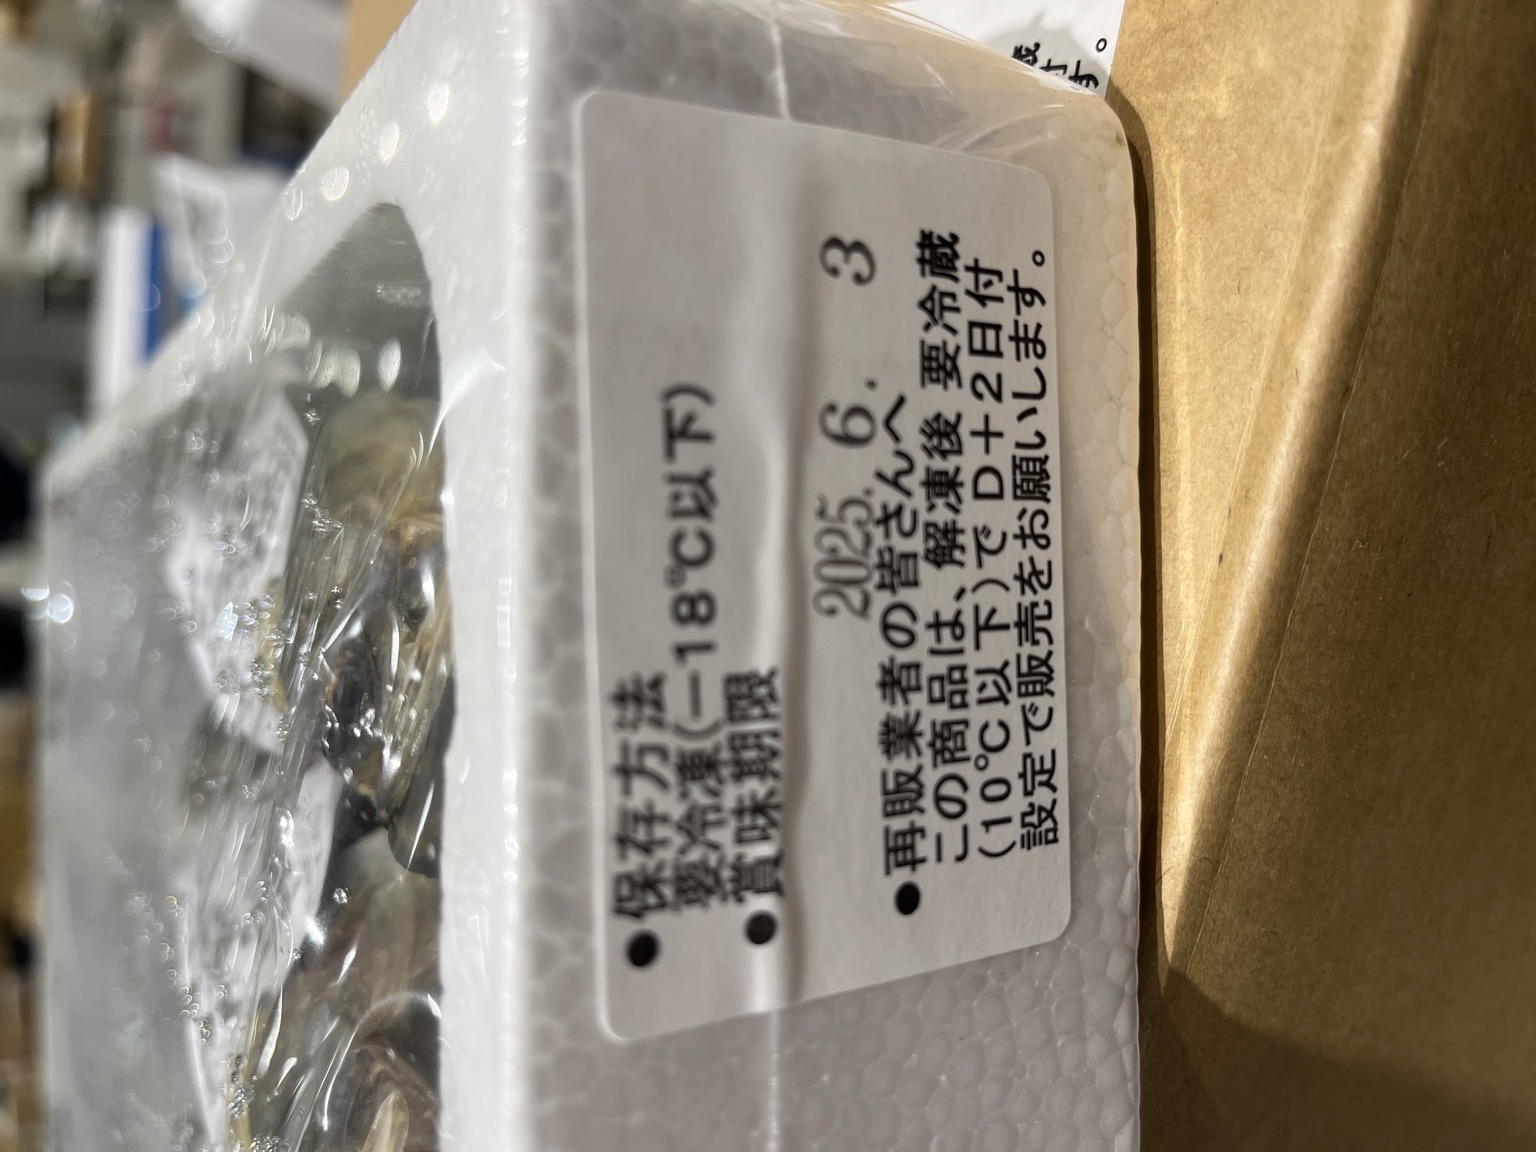 ●保存方法
要冷凍(-18℃以下)
●賞味期限
2025. 6. 3
●再販業者の皆さんへ
この商品は、解凍後 要冷蔵
(10℃以下)でD+2日付
設定で販売をお願いします。
蔵
付
す。